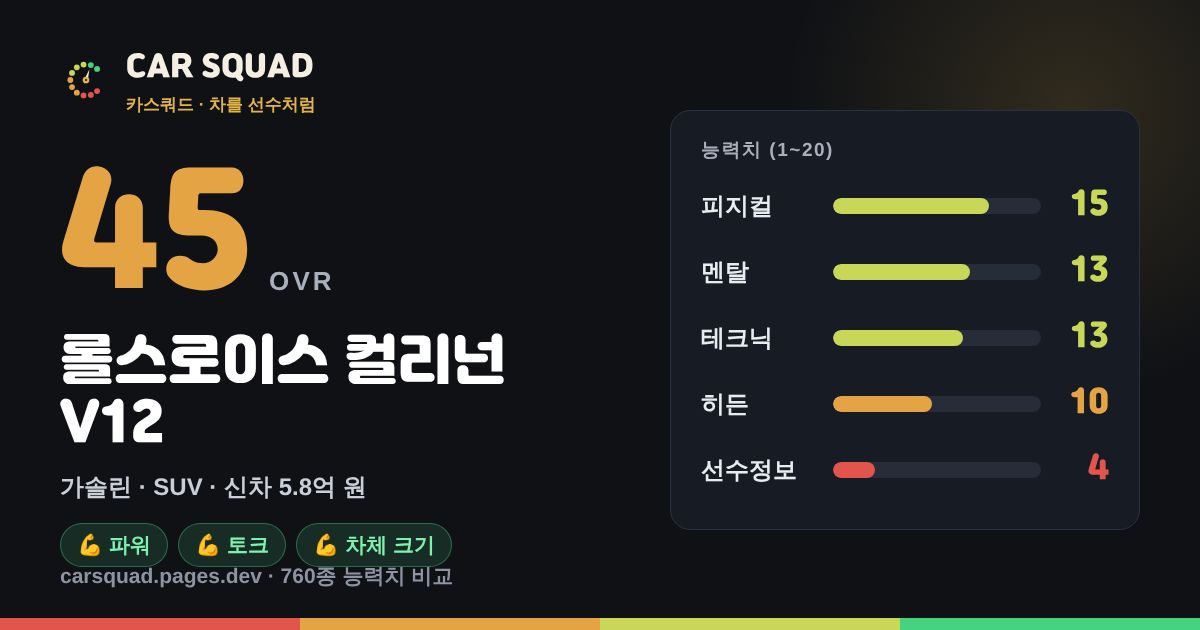 CAR SQUAD
카스쿼드 · 차를 선수처럼
45 OVR
롤스로이스 컬리넌
V12
가솔린 · SUV · 신차 5.8억 원
💪 파워 💪 토크 💪 차체 크기
carsquad.pages.dev · 760종 능력치 비교
능력치 (1~20)
피지컬 15
멘탈 13
테크닉 13
히든 10
선수정보 4